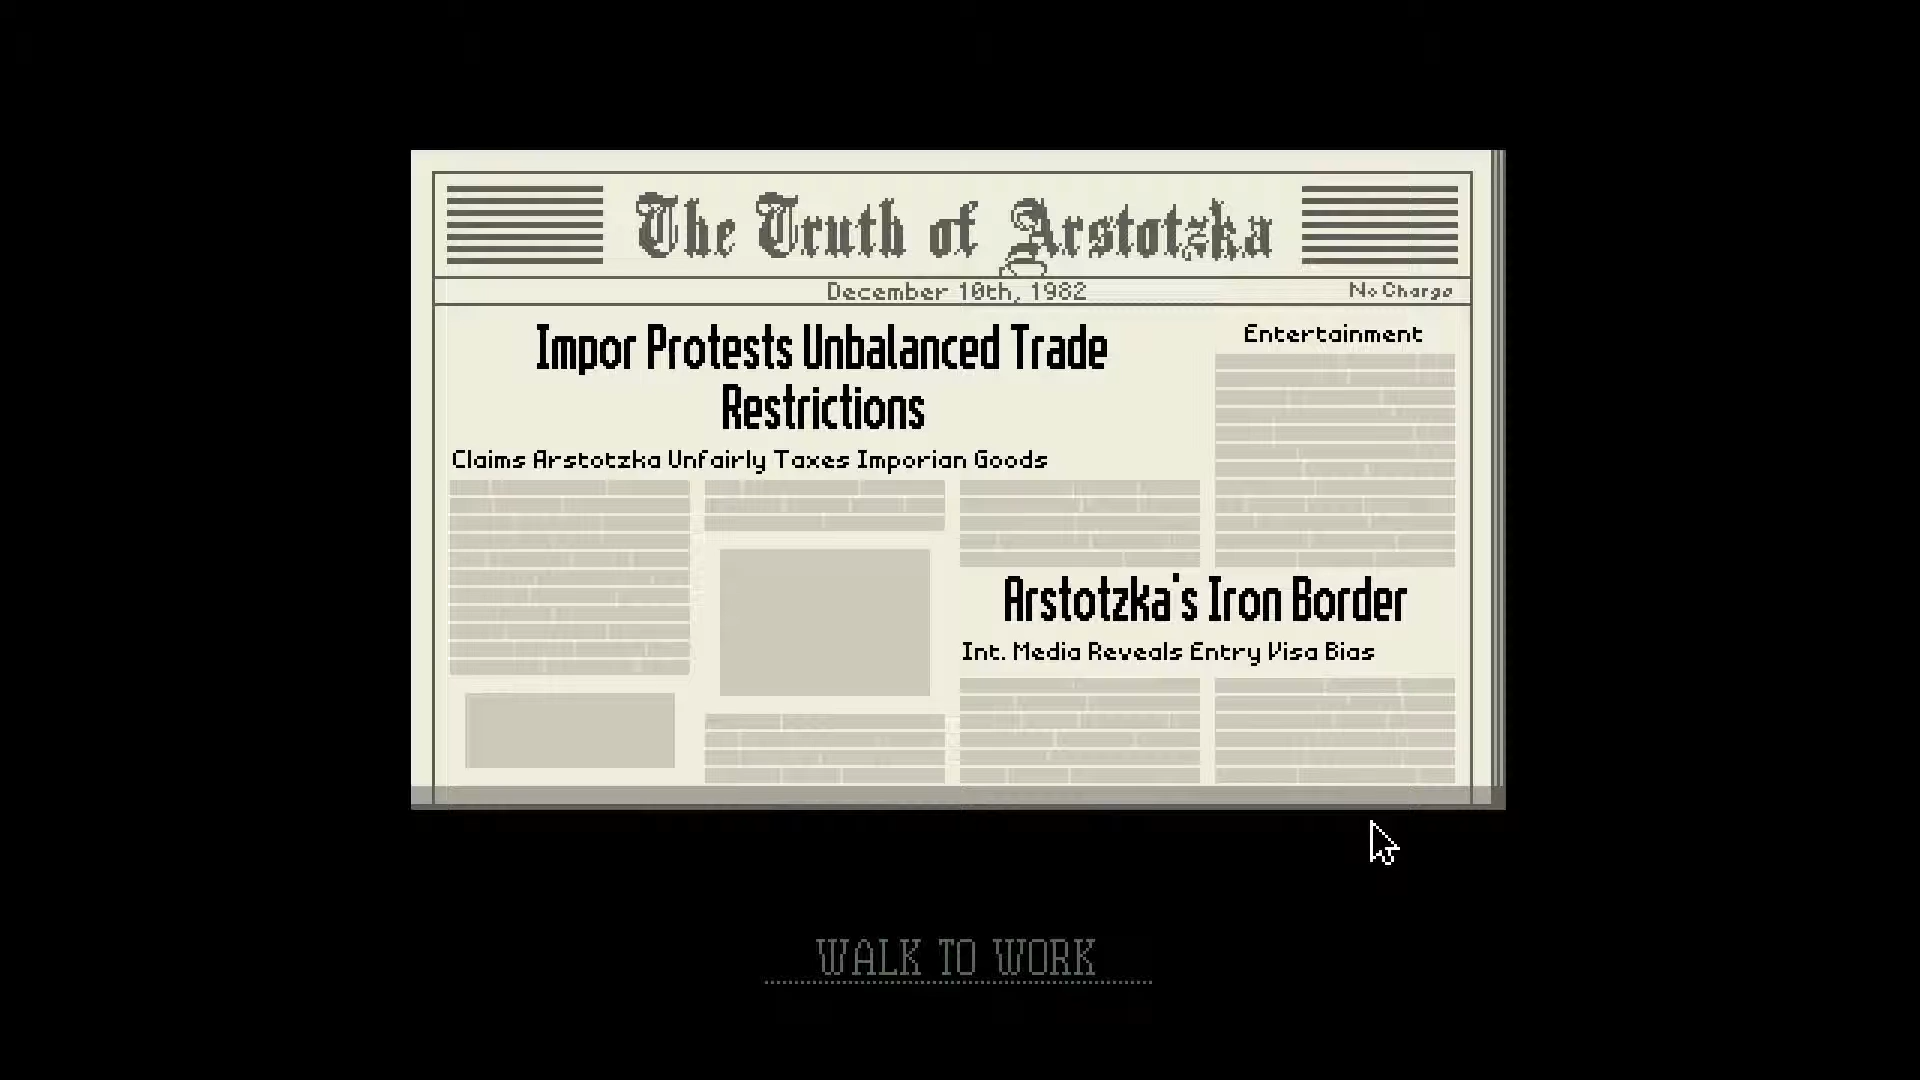 The Truth of Arstotzka
December 10th, 1982
No Charge
Impor Protests Unbalanced Trade
Restrictions
Claims Arstotzka Unfairly Taxes Imporian Goods
Entertainment
Arstotzka's Iron Border
Int. Media Reveals Entry Visa Bias
WALK TO WORK